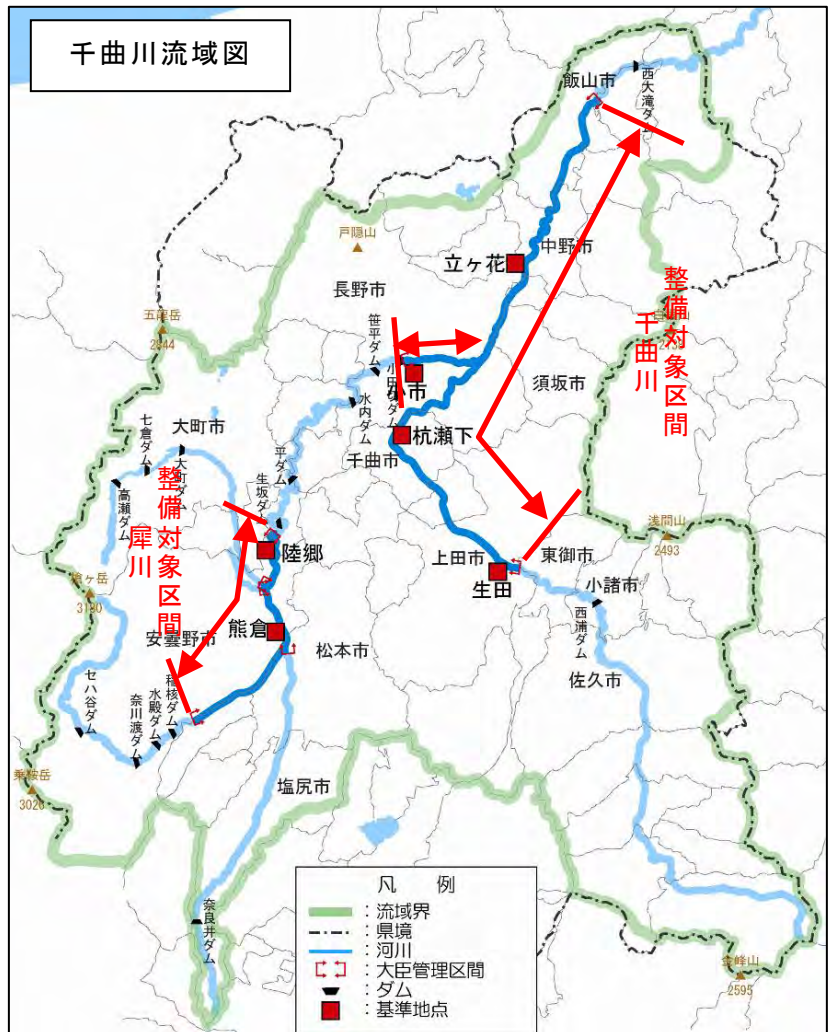 千曲川流域図
飯山市
西大滝ダム
中野市
立ヶ花
戸隠山
長野市
整備対象区間
千曲川
五龍岳
2844
笹平ダム
小田切ダム
小市
水内ダム
須坂市
杭瀬下
千曲市
大町市
七倉ダム
大町ダム
高瀬ダム
平ダム
生坂ダム
整備対象区間
犀川
陸郷
上田市
生田
東御市
浅間山
2493
小諸市
西浦ダム
槍ヶ岳
3180
安曇野市
熊倉
松本市
佐久市
セバ谷ダム
稲核ダム
水殿ダム
奈川渡ダム
乗鞍岳
3026
塩尻市
奈良井ダム
金峰山
2595
凡 例
:流域界
:県境
:河川
:大臣管理区間
:ダム
:基準地点